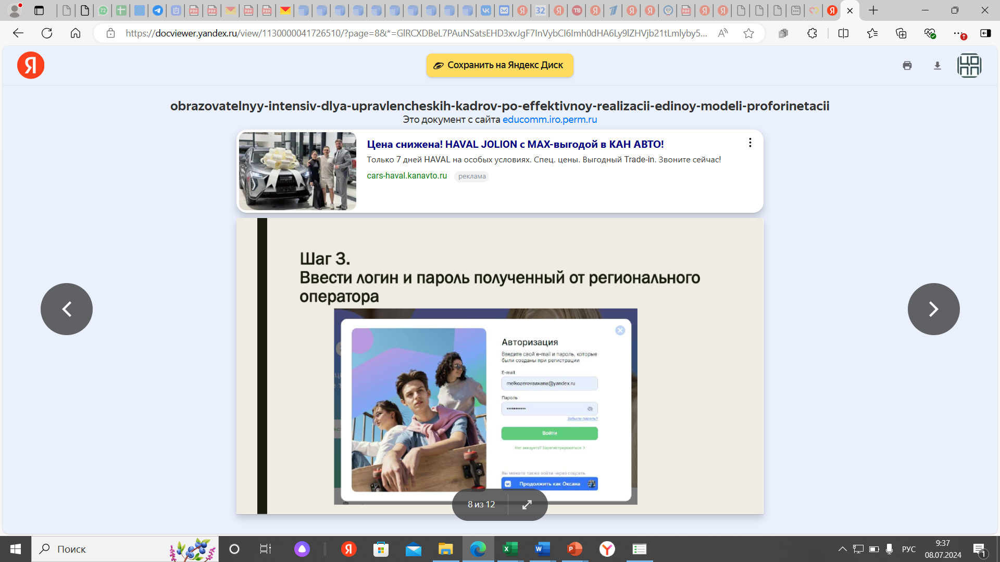 72
32
ТВ
https://docviewer.yandex.ru/view/1130000041726510/?page=8&*=GlRCXDBeL7PAuNSatsEHD3xvJgF7InVybCI6Imh0dHA6Ly9lZHVjb21tLmlyby5...
Я
Сохранить на Яндекс Диск
ЦОПП
obrazovatelnyy-intensiv-dlya-upravlencheskih-kadrov-po-effektivnoy-realizacii-edinoy-modeli-proforinetacii
Это документ с сайта educomm.iro.perm.ru
Цена снижена! HAVAL JOLION с MAX-выгодой в КАН АВТО!
Только 7 дней HAVAL на особых условиях. Спец. цены. Выгодный Trade-in. Звоните сейчас!
cars-haval.kanavto.ru реклама
Шаг 3.
Ввести логин и пароль полученный от регионального
оператора
Авторизация
Введите свой e-mail и пароль, которые
были созданы при регистрации
E-mail
melkozerovaaxana@yandex.ru
Пароль
Забыли пароль?
Войти
Нет аккаунта? Зарегистрироваться
Вы можете также войти через соцсеть
Продолжить как Оксана
8 из 12
Поиск
РУС
9:37
08.07.2024
1